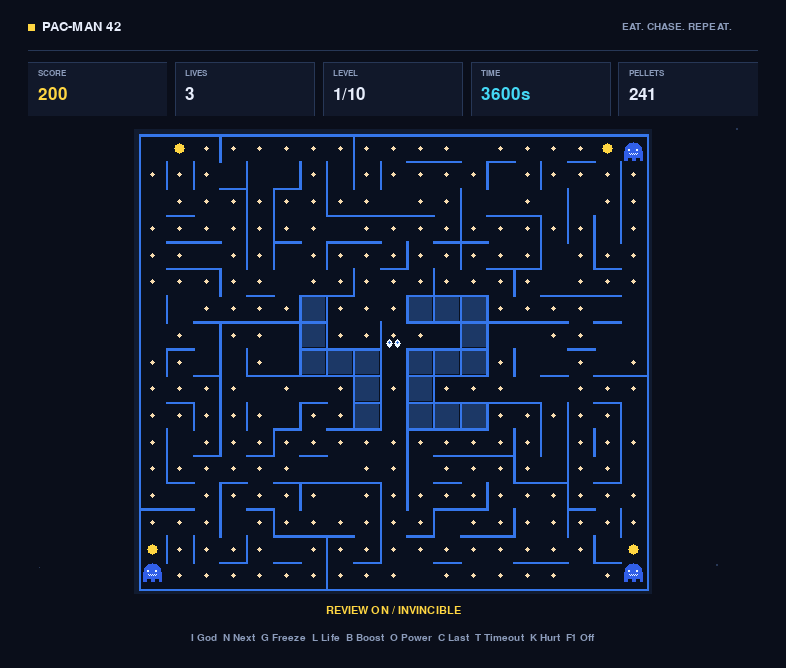 PAC-MAN 42
EAT. CHASE. REPEAT.
SCORE
200
LIVES
3
LEVEL
1/10
TIME
3600s
PELLETS
241
REVIEW ON / INVINCIBLE
I God N Next G Freeze L Life B Boost O Power C Last T Timeout K Hurt F1 Off